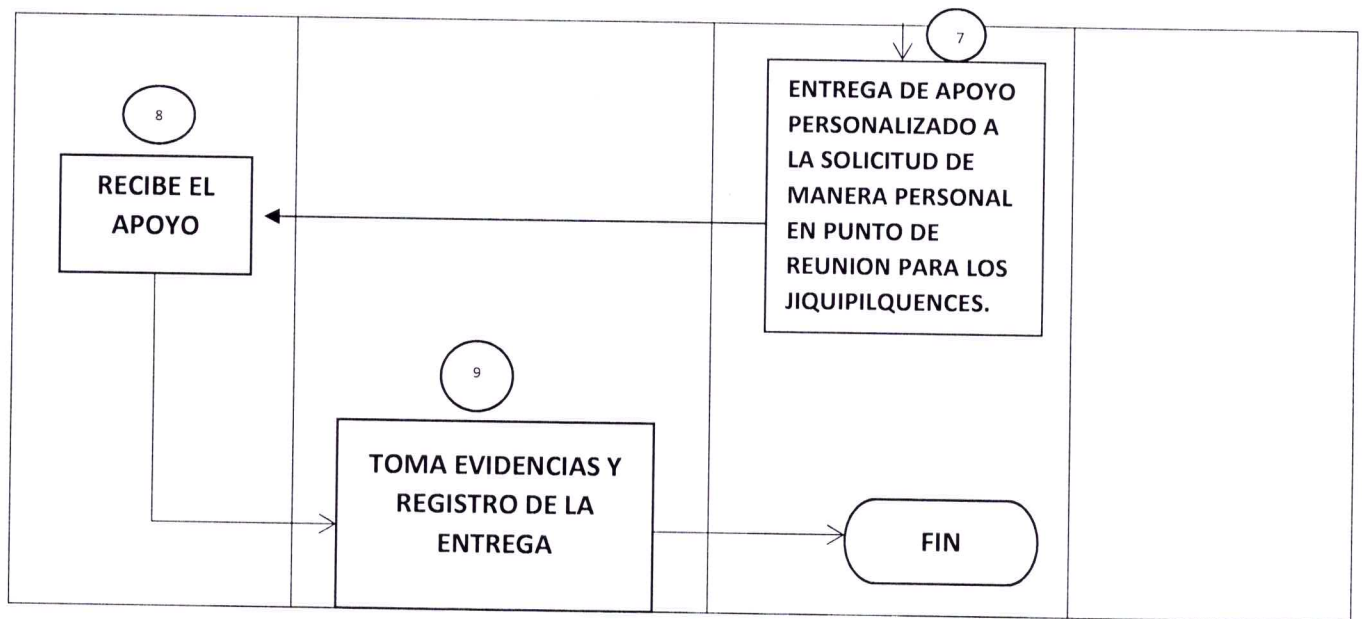 7
ENTREGA DE APOYO
PERSONALIZADO A
LA SOLICITUD DE
MANERA PERSONAL
EN PUNTO DE
REUNION PARA LOS
JIQUIPILQUENCES.
8
RECIBE EL
APOYO
9
TOMA EVIDENCIAS Y
REGISTRO DE LA
ENTREGA
FIN